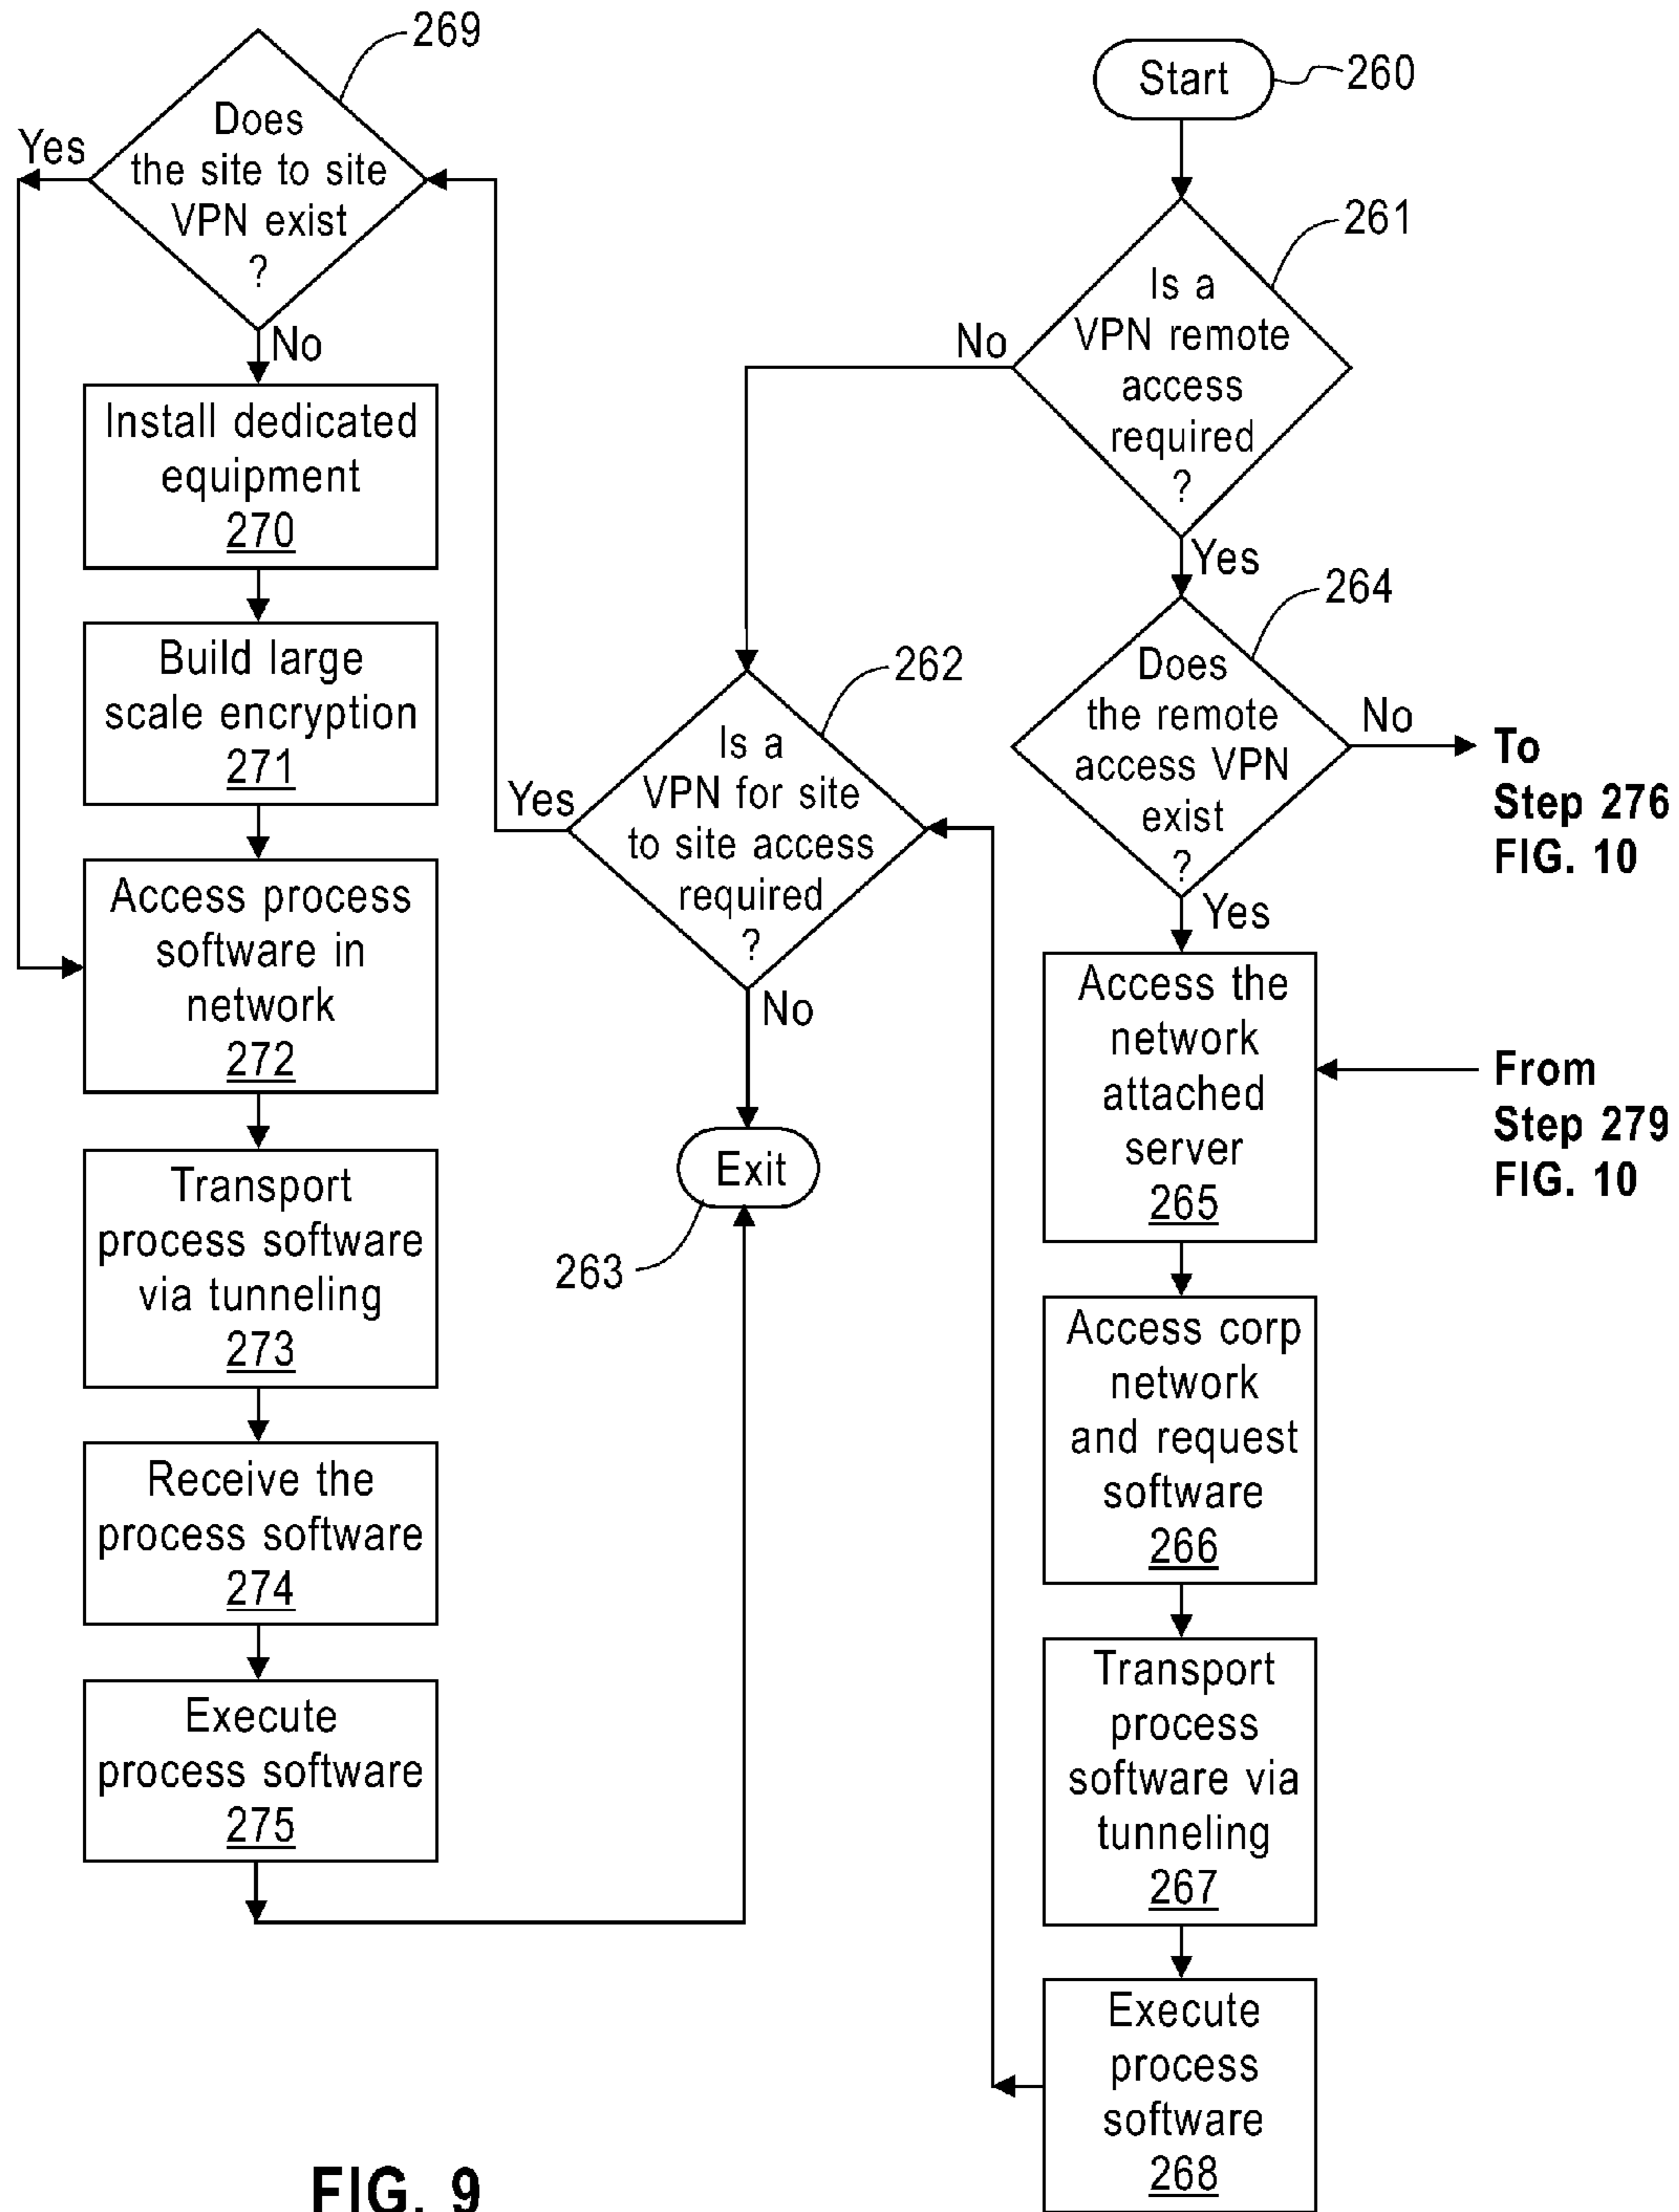 269
Does
the site to site
VPN exist
?
Yes
No
Install dedicated
equipment
270
Build large
scale encryption
271
Access process
software in
network
272
Transport
process software
via tunneling
273
Receive the
process software
274
Execute
process software
275
262
Is a
VPN for site
to site access
required
?
Yes
No
Exit
263
Start
260
261
Is a
VPN remote
access
required
?
No
Yes
264
Does
the remote
access VPN
exist
?
No
To
Step 276
FIG. 10
Yes
Access the
network
attached
server
265
From
Step 279
FIG. 10
Access corp
network
and request
software
266
Transport
process
software via
tunneling
267
Execute
process
software
268
FIG. 9